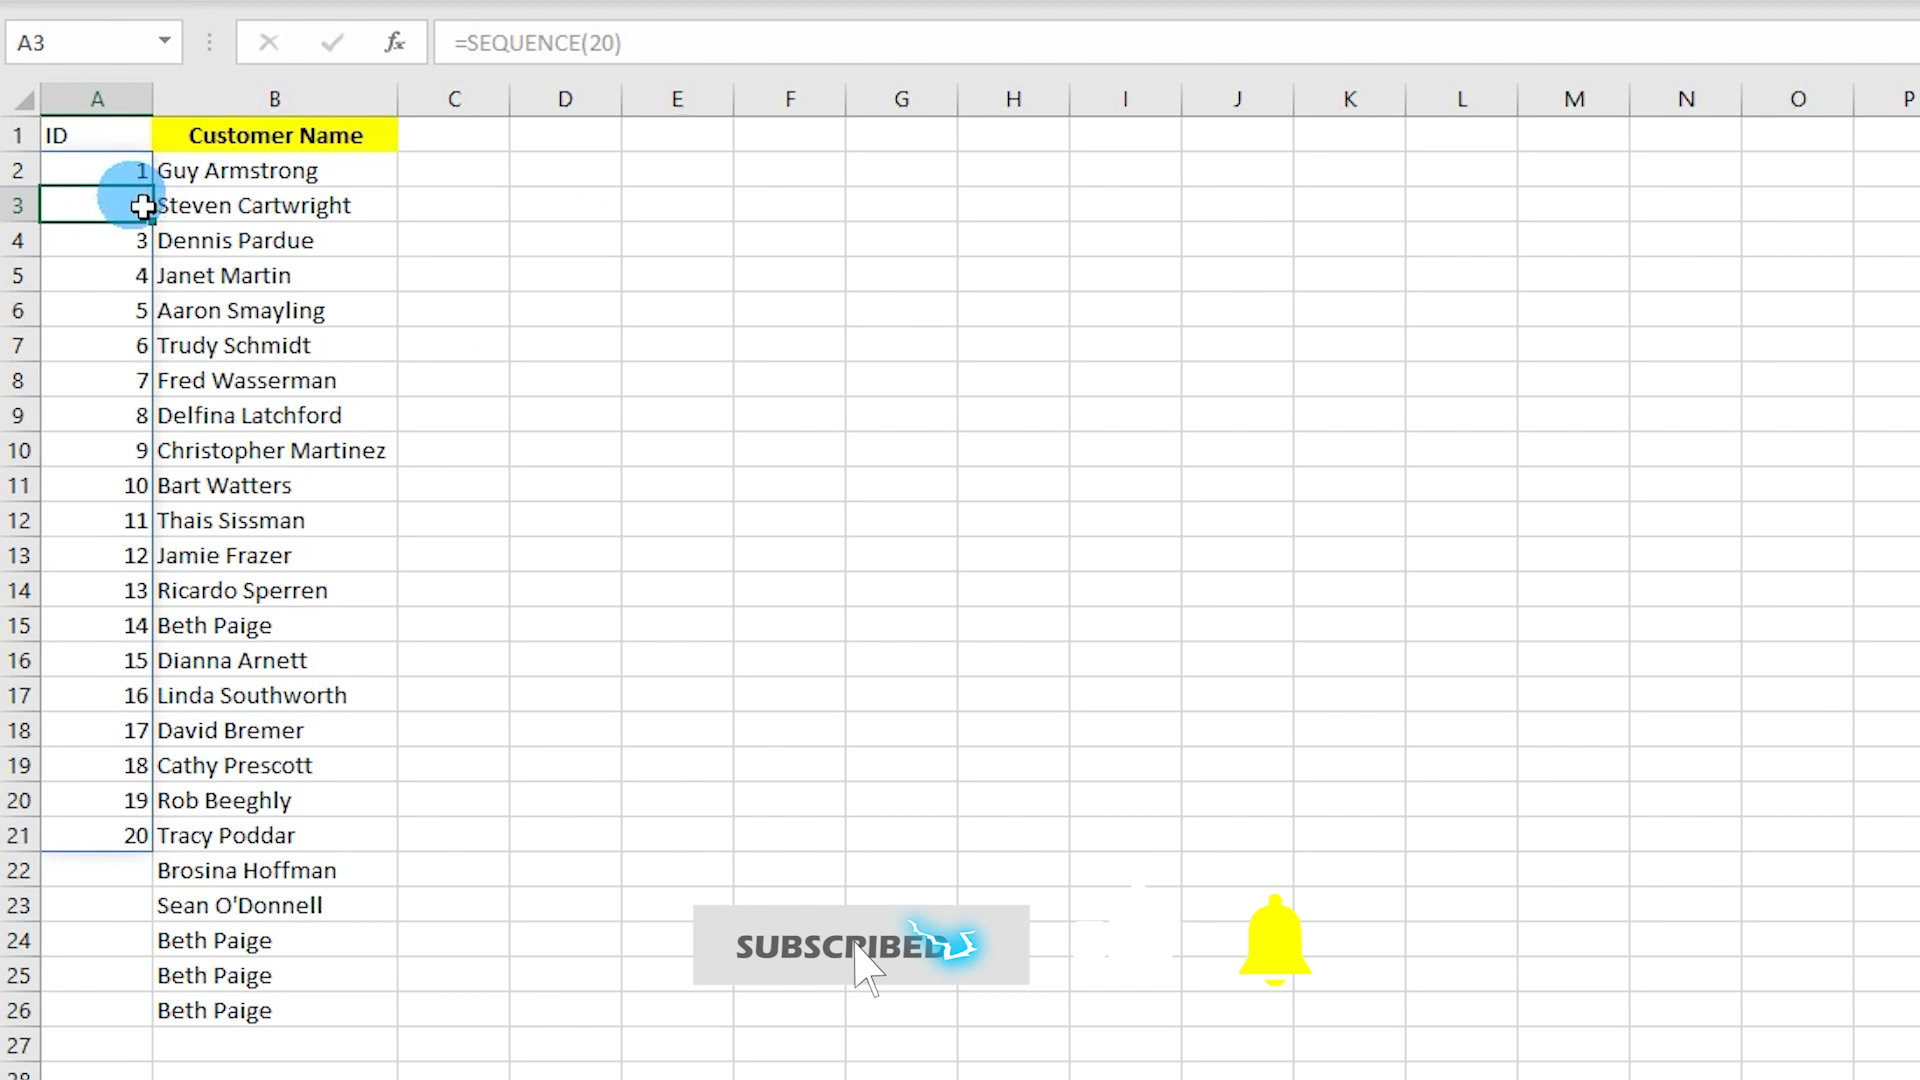 A3
fx
=SEQUENCE(20)
A B C D E F G H I J K L M N O P
1 ID Customer Name
2 1 Guy Armstrong
3 Steven Cartwright
4 3 Dennis Pardue
5 4 Janet Martin
6 5 Aaron Smayling
7 6 Trudy Schmidt
8 7 Fred Wasserman
9 8 Delfina Latchford
10 9 Christopher Martinez
11 10 Bart Watters
12 11 Thais Sissman
13 12 Jamie Frazer
14 13 Ricardo Sperren
15 14 Beth Paige
16 15 Dianna Arnett
17 16 Linda Southworth
18 17 David Bremer
19 18 Cathy Prescott
20 19 Rob Beeghly
21 20 Tracy Poddar
22 Brosina Hoffman
23 Sean O'Donnell
24 Beth Paige
25 Beth Paige
26 Beth Paige
27
28
SUBSCRIBED